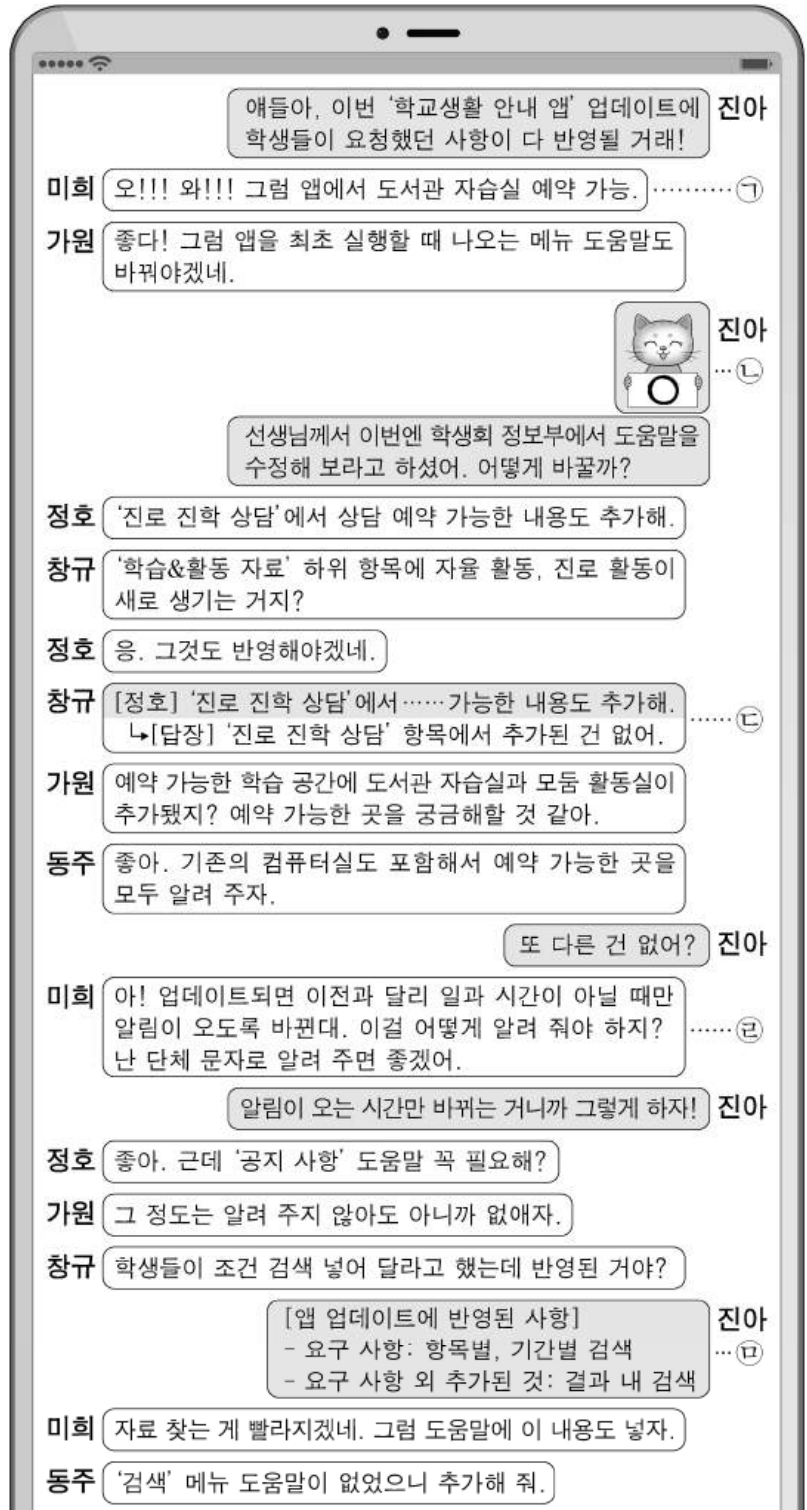 얘들아, 이번 ‘학교생활 안내 앱’ 업데이트에 진아
학생들이 요청했던 사항이 다 반영될 거래!
미희 오!!! 와!!! 그럼 앱에서 도서관 자습실 예약 가능. ·········· ㉠
가원 좋다! 그럼 앱을 최초 실행할 때 나오는 메뉴 도움말도
바꿔야겠네.
진아
··· ㉡
선생님께서 이번엔 학생회 정보부에서 도움말을
수정해 보라고 하셨어. 어떻게 바꿀까?
정호 ‘진로 진학 상담’에서 상담 예약 가능한 내용도 추가해.
창규 ‘학습&활동 자료’ 하위 항목에 자율 활동, 진로 활동이
새로 생기는 거지?
정호 응. 그것도 반영해야겠네.
창규 [정호] ‘진로 진학 상담’에서……가능한 내용도 추가해.
↳[답장] ‘진로 진학 상담’ 항목에서 추가된 건 없어. ······ ㉢
가원 예약 가능한 학습 공간에 도서관 자습실과 모둠 활동실이
추가됐지? 예약 가능한 곳을 궁금해할 것 같아.
동주 좋아. 기존의 컴퓨터실도 포함해서 예약 가능한 곳을
모두 알려 주자.
또 다른 건 없어? 진아
미희 아! 업데이트되면 이전과 달리 일과 시간이 아닐 때만
알림이 오도록 바뀐대. 이걸 어떻게 알려 줘야 하지? ······ ㉣
난 단체 문자로 알려 주면 좋겠어.
알림이 오는 시간만 바뀌는 거니까 그렇게 하자! 진아
정호 좋아. 근데 ‘공지 사항’ 도움말 꼭 필요해?
가원 그 정도는 알려 주지 않아도 아니까 없애자.
창규 학생들이 조건 검색 넣어 달라고 했는데 반영된 거야?
[앱 업데이트에 반영된 사항] 진아
- 요구 사항: 항목별, 기간별 검색 ··· ㉤
- 요구 사항 외 추가된 것: 결과 내 검색
미희 자료 찾는 게 빨라지겠네. 그럼 도움말에 이 내용도 넣자.
동주 ‘검색’ 메뉴 도움말이 없었으니 추가해 줘.